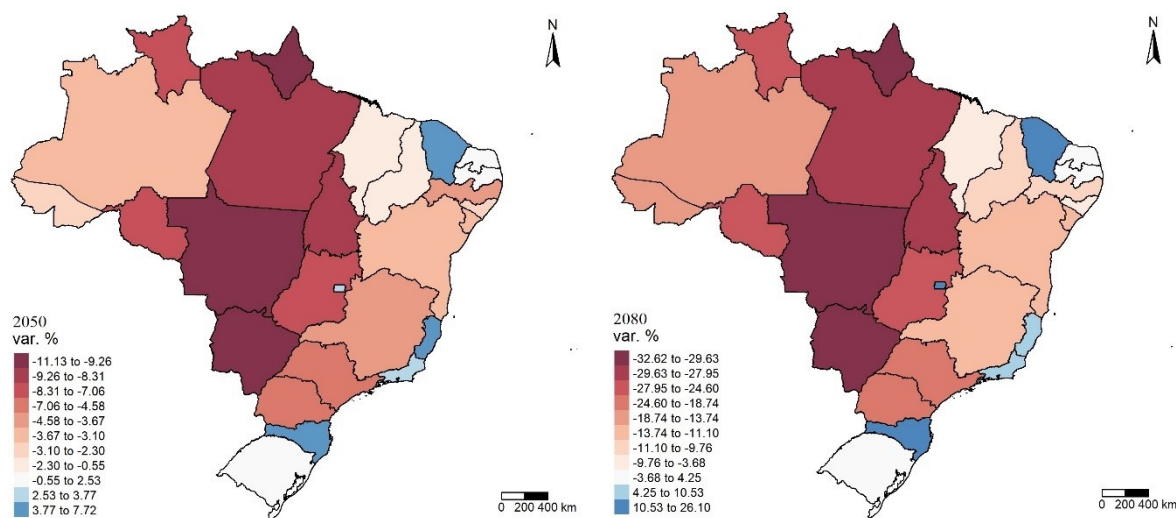 N
2050
var. %
-11.13 to -9.26
-9.26 to -8.31
-8.31 to -7.06
-7.06 to -4.58
-4.58 to -3.67
-3.67 to -3.10
-3.10 to -2.30
-2.30 to -0.55
-0.55 to 2.53
2.53 to 3.77
3.77 to 7.72
0 200 400 km
N
2080
var. %
-32.62 to -29.63
-29.63 to -27.95
-27.95 to -24.60
-24.60 to -18.74
-18.74 to -13.74
-13.74 to -11.10
-11.10 to -9.76
-9.76 to -3.68
-3.68 to 4.25
4.25 to 10.53
10.53 to 26.10
0 200 400 km